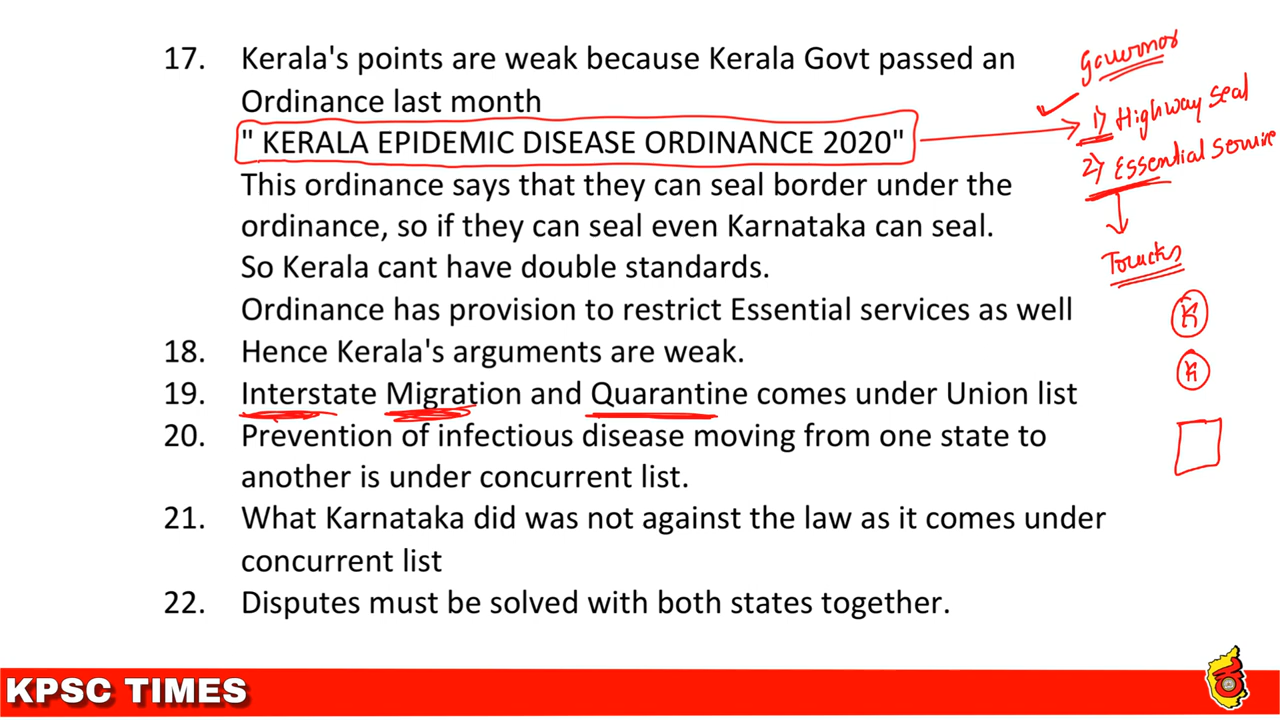 17. Kerala's points are weak because Kerala Govt passed an
Ordinance last month
" KERALA EPIDEMIC DISEASE ORDINANCE 2020"
This ordinance says that they can seal border under the
ordinance, so if they can seal even Karnataka can seal.
So Kerala cant have double standards.
Ordinance has provision to restrict Essential services as well
18. Hence Kerala's arguments are weak.
19. Interstate Migration and Quarantine comes under Union list
20. Prevention of infectious disease moving from one state to
another is under concurrent list.
21. What Karnataka did was not against the law as it comes under
concurrent list
22. Disputes must be solved with both states together.
Governor
1) Highway seal
2) Essential service
Trucks
K
K
KPSC TIMES